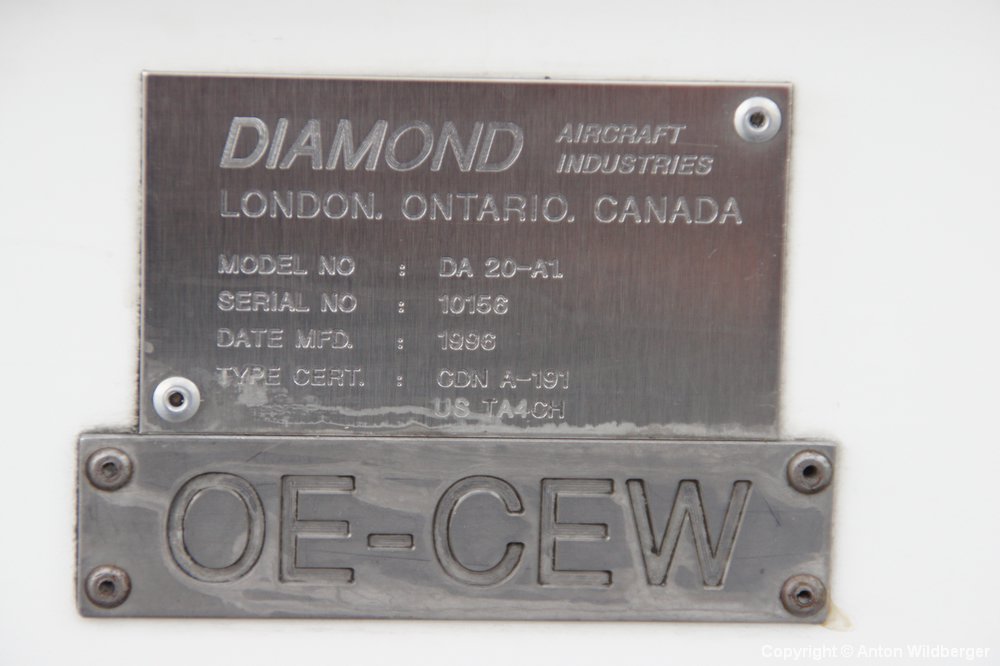 DIAMOND AIRCRAFT INDUSTRIES
LONDON, ONTARIO, CANADA
MODEL NO : DA 20-A1
SERIAL NO : 10156
DATE MFD. : 1996
TYPE CERT. : CDN A-191
US TA4CH
OE-CEW
Copyright © Anton Wildberger